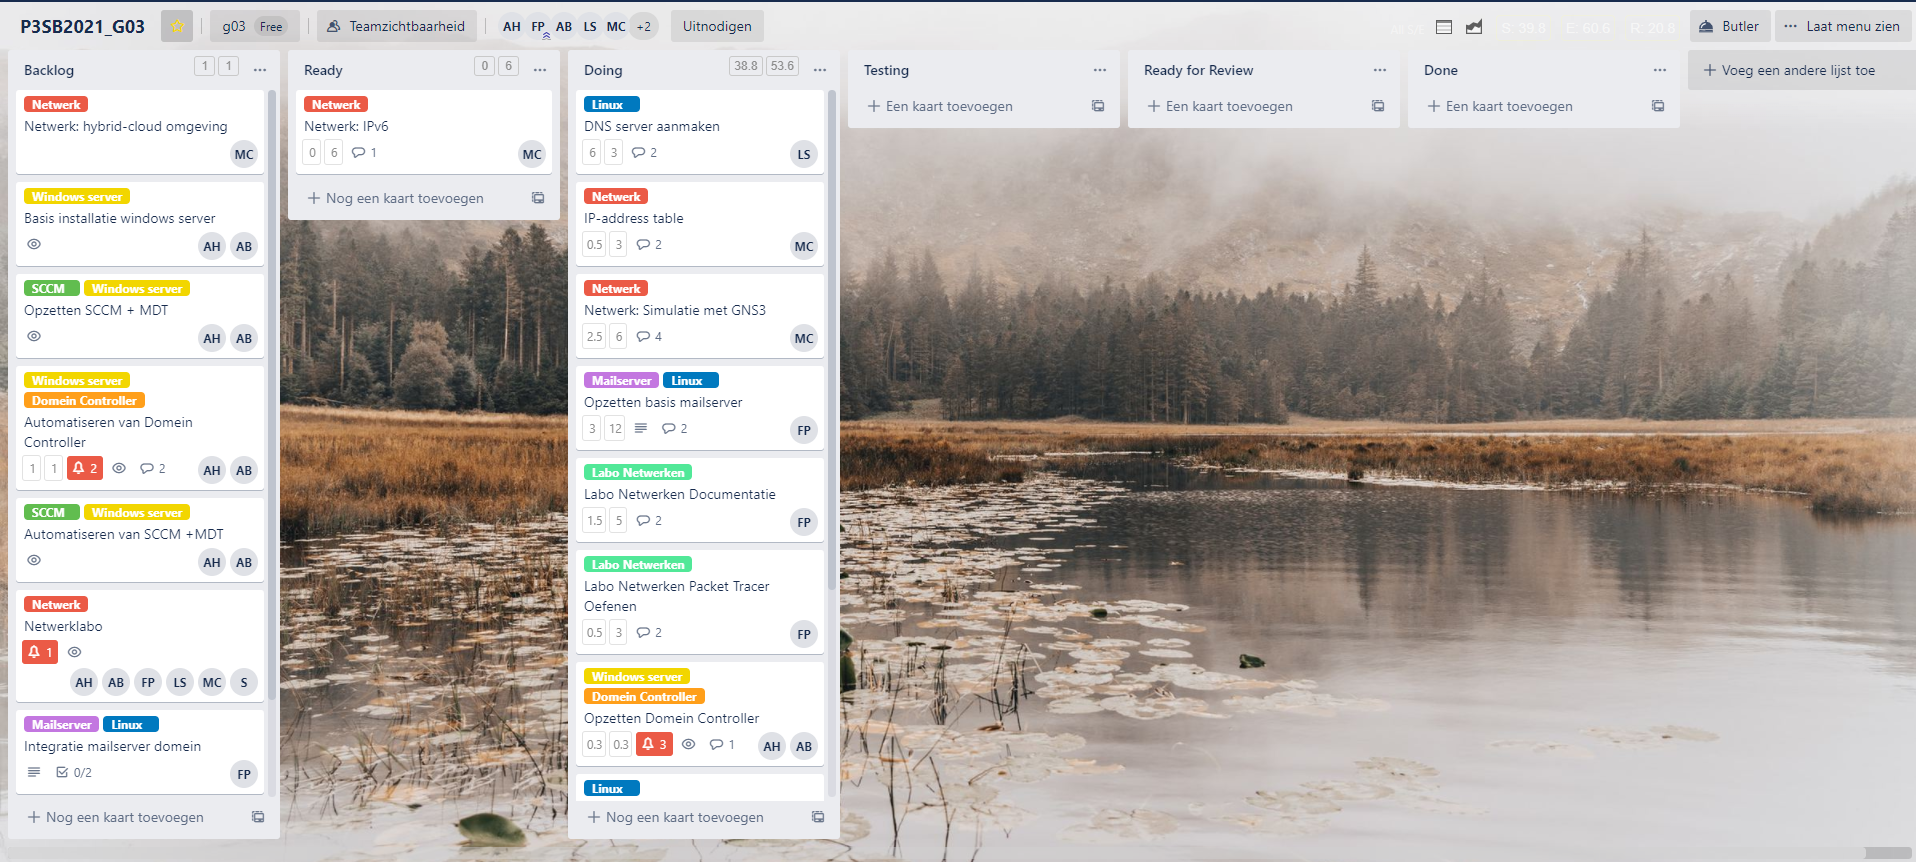 P3SB2021_G03 g03 Free Teamzichtbaarheid AH FP AB LS MC +2 Uitnodigen S: 39.8 E: 60.6 R: 20.8 Butler Laat menu zien
Backlog 1 1
Netwerk
Netwerk: hybrid-cloud omgeving
MC
Windows server
Basis installatie windows server
AH AB
SCCM Windows server
Opzetten SCCM + MDT
AH AB
Windows server
Domein Controller
Automatiseren van Domein
Controller
1 1 2 2 AH AB
SCCM Windows server
Automatiseren van SCCM +MDT
AH AB
Netwerk
Netwerklabo
1
AH AB FP LS MC S
Mailserver Linux
Integratie mailserver domein
0/2 FP
Nog een kaart toevoegen
Ready 0 6
Netwerk
Netwerk: IPv6
0 6 1 MC
Nog een kaart toevoegen
Doing 38.8 53.6
Linux
DNS server aanmaken
6 3 2 LS
Netwerk
IP-address table
0.5 3 2 MC
Netwerk
Netwerk: Simulatie met GNS3
2.5 6 4 MC
Mailserver Linux
Opzetten basis mailserver
3 12 2 FP
Labo Netwerken
Labo Netwerken Documentatie
1.5 5 2 FP
Labo Netwerken
Labo Netwerken Packet Tracer
Oefenen
0.5 3 2 FP
Windows server
Domein Controller
Opzetten Domein Controller
0.3 0.3 3 1 AH AB
Linux
Nog een kaart toevoegen
Testing
Een kaart toevoegen
Ready for Review
Een kaart toevoegen
Done
Een kaart toevoegen
Voeg een andere lijst toe